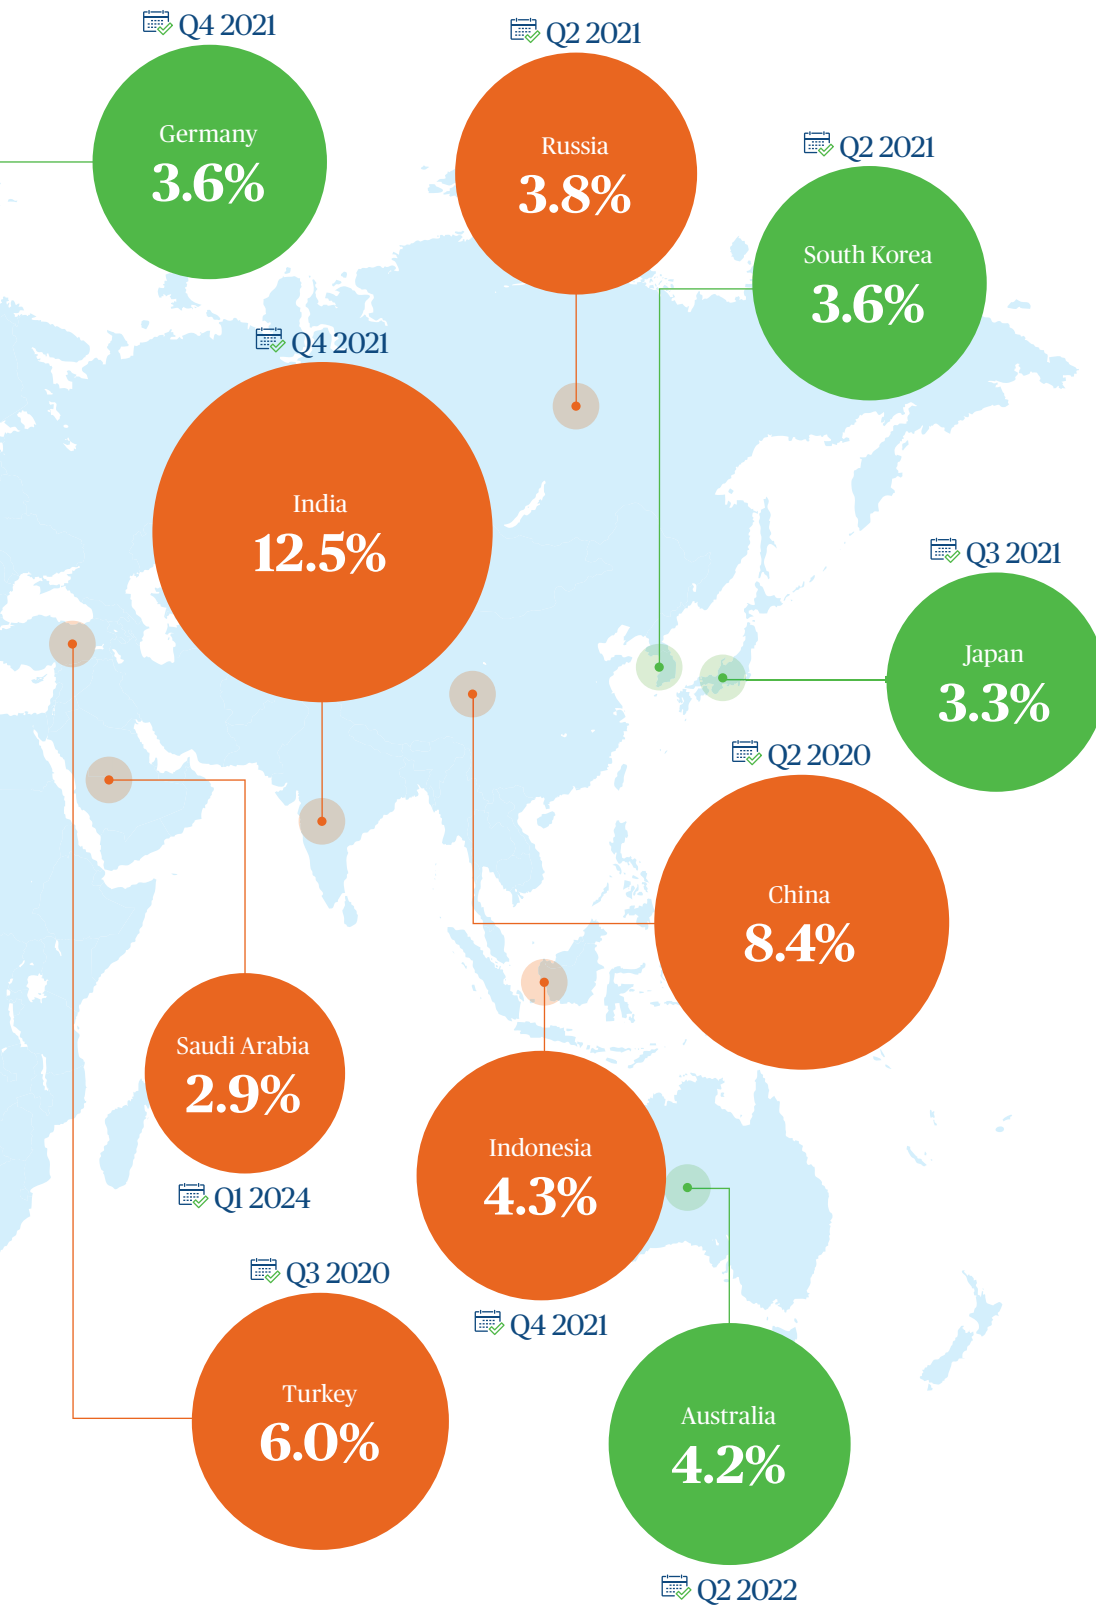 Q4 2021
Germany
3.6%
Q2 2021
Russia
3.8%
Q2 2021
South Korea
3.6%
Q4 2021
India
12.5%
Q3 2021
Japan
3.3%
Q2 2020
China
8.4%
Saudi Arabia
2.9%
Q1 2024
Indonesia
4.3%
Q4 2021
Q3 2020
Turkey
6.0%
Australia
4.2%
Q2 2022